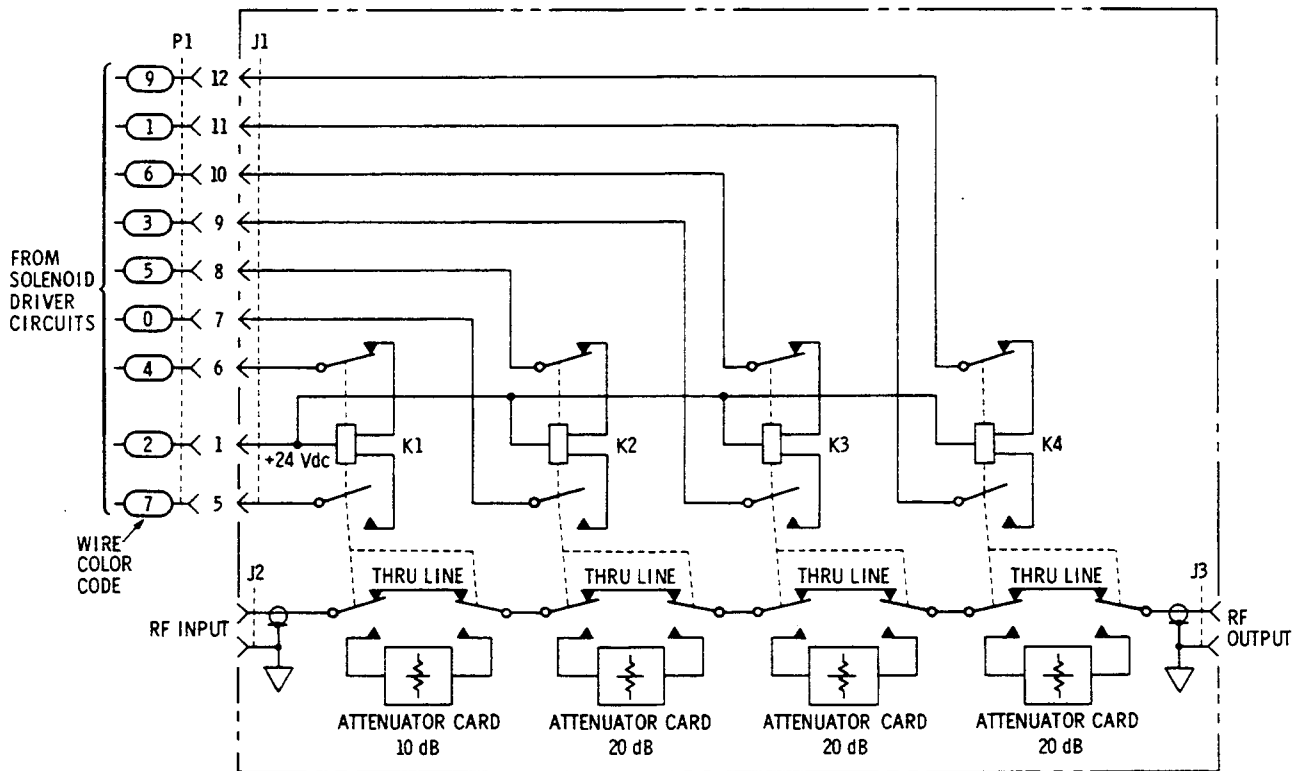 P1 J1
9 12
1 11
6 10
3 9
5 8
0 7
4 6
2 1
7 5
FROM
SOLENOID
DRIVER
CIRCUITS
+24 Vdc
K1 K2 K3 K4
WIRE
COLOR
CODE
J2
THRU LINE THRU LINE THRU LINE THRU LINE
J3
RF INPUT
RF
OUTPUT
ATTENUATOR CARD ATTENUATOR CARD ATTENUATOR CARD ATTENUATOR CARD
10 dB 20 dB 20 dB 20 dB